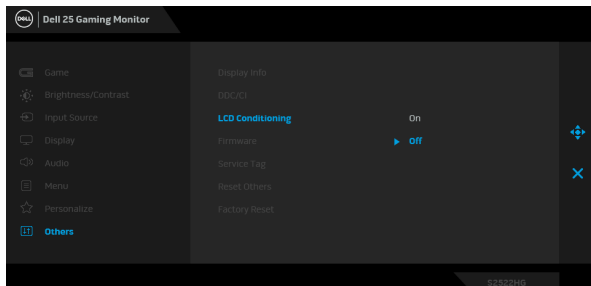 DELL Dell 25 Gaming Monitor
Game
Brightness/Contrast
Input Source
Display
Audio
Menu
Personalize
Others
Display Info
DDC/CI
LCD Conditioning On
Firmware Off
Service Tag
Reset Others
Factory Reset
S2522HG